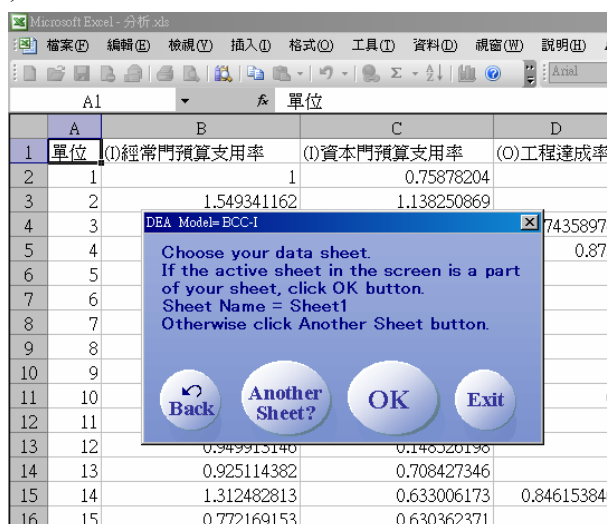 Microsoft Excel - 分析.xls
檔案(F) 編輯(E) 檢視(V) 插入(I) 格式(O) 工具(T) 資料(D) 視窗(W) 說明(H)
Σ Arial
A1 fx 單位
A B C D
1 單位 (I)經常門預算支用率 (I)資本門預算支用率 (O)工程達成率
2 1 1 0.75878204
3 2 1.549341162 1.138250869
4 3
5 4 0.87
6 5
7 6
8 7
9 8
10 9
11 10
12 11
13 12 0.949913146 0.148526198
14 13 0.925114382 0.708427346
15 14 1.312482813 0.633006173 0.84615384
16 15 0.772169153 0.630362371
DEA Model=BCC-I
Choose your data sheet.
If the active sheet in the screen is a part
of your sheet, click OK button.
Sheet Name = Sheet1
Otherwise click Another Sheet button.
Back
Another
Sheet?
OK
Exit